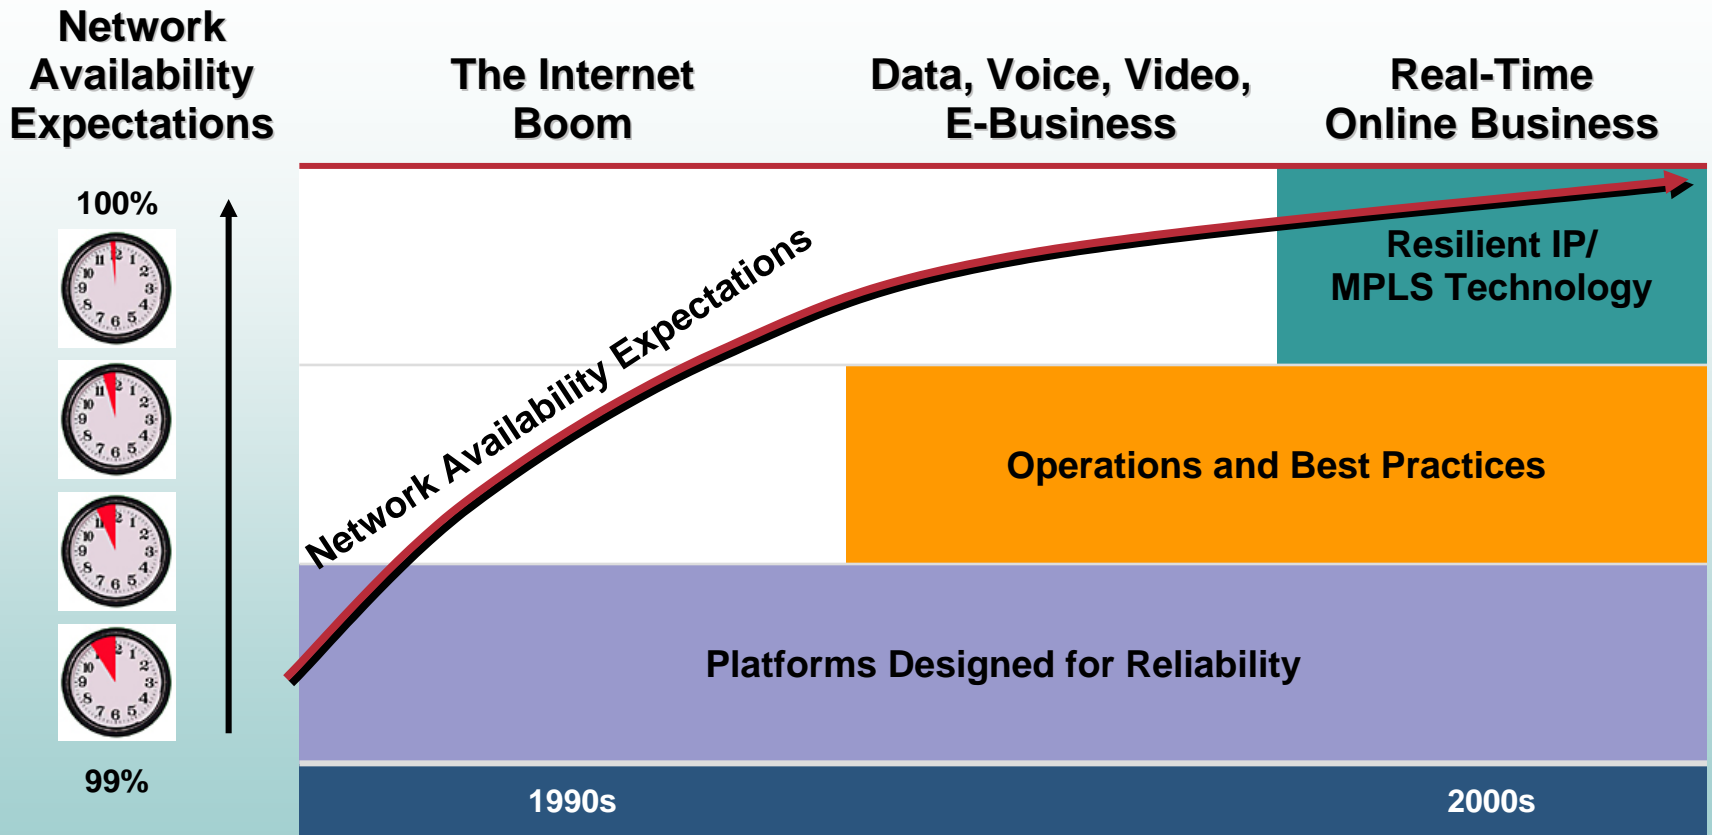 Network
Availability
Expectations
The Internet
Boom
Data, Voice, Video,
E-Business
Real-Time
Online Business
100%
99%
Network Availability Expectations
Resilient IP/
MPLS Technology
Operations and Best Practices
Platforms Designed for Reliability
1990s
2000s